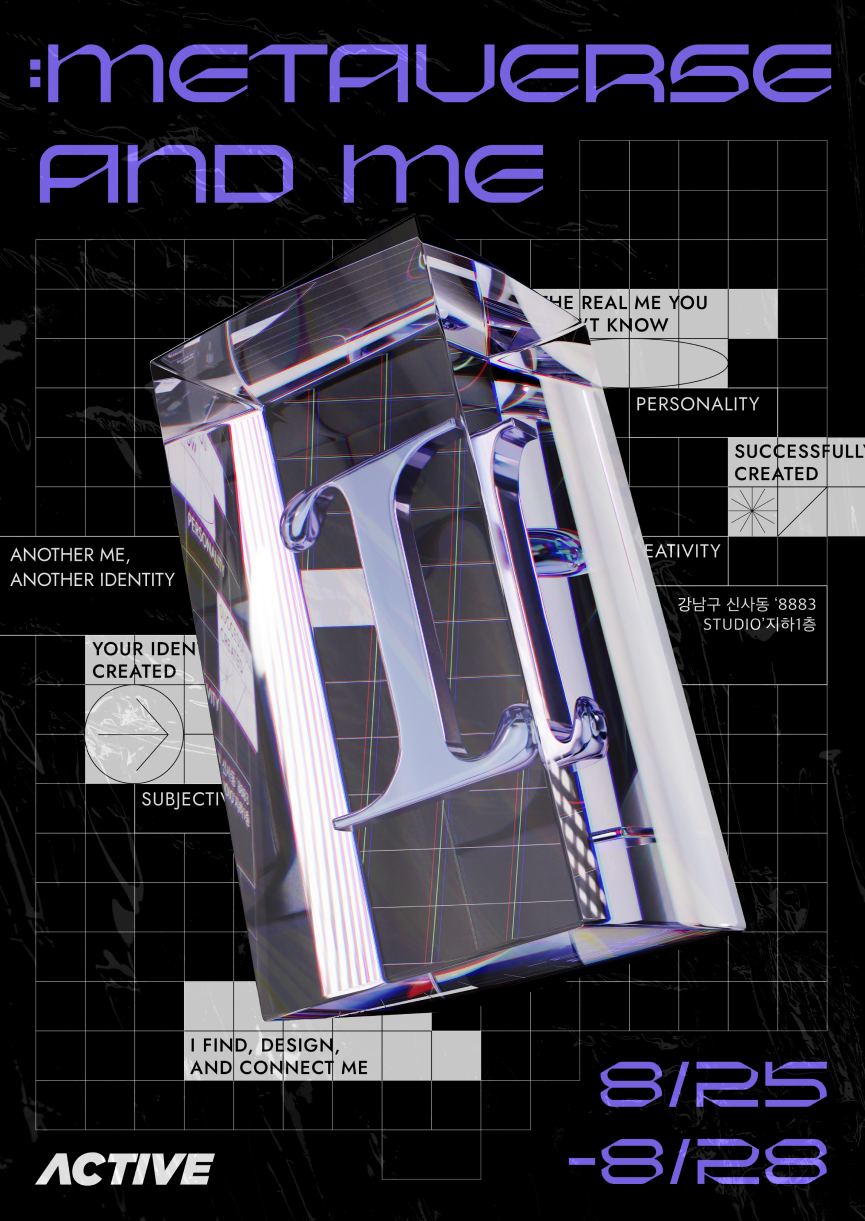 :METAVERSE
AND ME
THE REAL ME YOU
'T KNOW
PERSONALITY
SUCCESSFULLY
CREATED
EATIVITY
ANOTHER ME,
ANOTHER IDENTITY
강남구 신사동 ‘8883
STUDIO’지하1층
YOUR IDEN
CREATED
SUBJECTIV
PERSONALITY
I
I FIND, DESIGN,
AND CONNECT ME
8/25
-8/28
ACTIVE